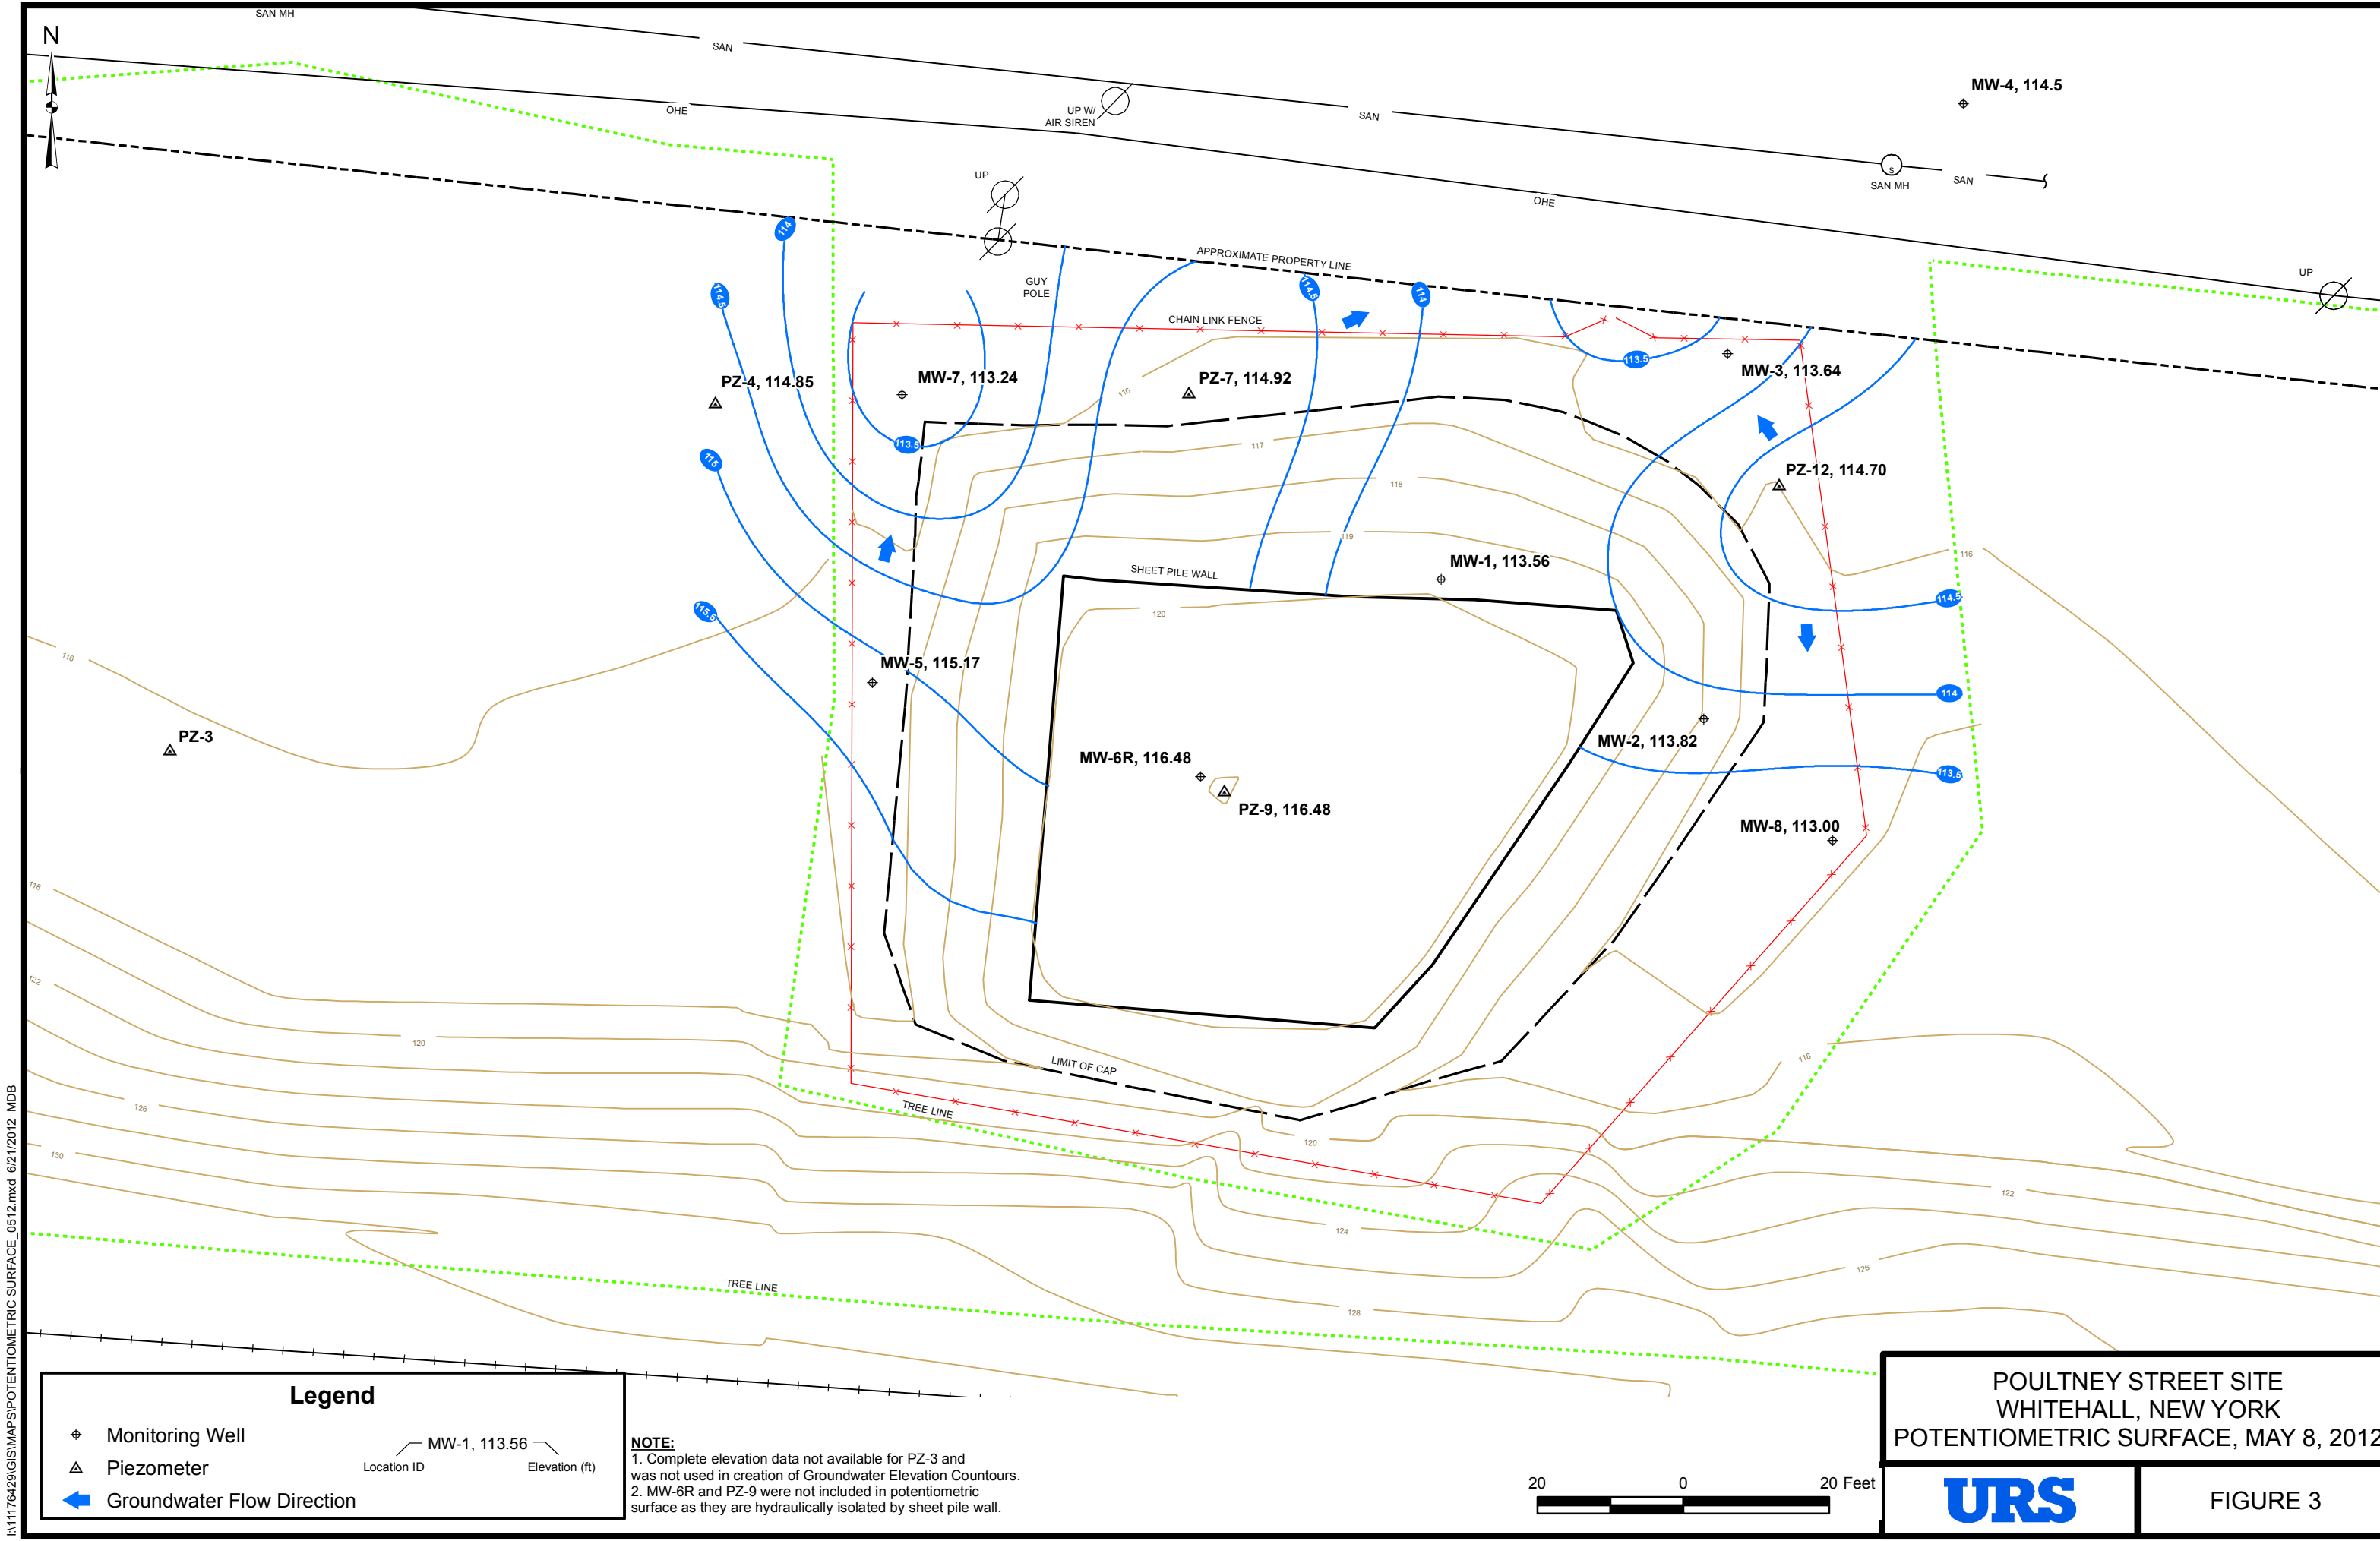 SAN MH
N
SAN
OHE
UP W/
AIR SIREN
SAN
MW-4, 114.5
S
SAN MH
SAN
UP
OHE
APPROXIMATE PROPERTY LINE
UP
GUY
POLE
114
114.5
114.5
114
CHAIN LINK FENCE
113.5
PZ-4, 114.85
MW-7, 113.24
PZ-7, 114.92
MW-3, 113.64
116
113.5
115
117
118
PZ-12, 114.70
119
116
MW-1, 113.56
SHEET PILE WALL
115.5
120
114.5
116
MW-5, 115.17
114
PZ-3
MW-6R, 116.48
MW-2, 113.82
113.5
PZ-9, 116.48
MW-8, 113.00
118
122
120
LIMIT OF CAP
118
126
TREE LINE
120
130
122
124
126
TREE LINE
128
Legend
Monitoring Well
Piezometer
Groundwater Flow Direction
MW-1, 113.56
Location ID
Elevation (ft)
NOTE:
1. Complete elevation data not available for PZ-3 and
was not used in creation of Groundwater Elevation Countours.
2. MW-6R and PZ-9 were not included in potentiometric
surface as they are hydraulically isolated by sheet pile wall.
20 0 20 Feet
POULTNEY STREET SITE
WHITEHALL, NEW YORK
POTENTIOMETRIC SURFACE, MAY 8, 2012
URS
FIGURE 3
I:\11176429\GIS\MAPS\POTENTIOMETRIC SURFACE_0512.mxd 6/21/2012 MDB